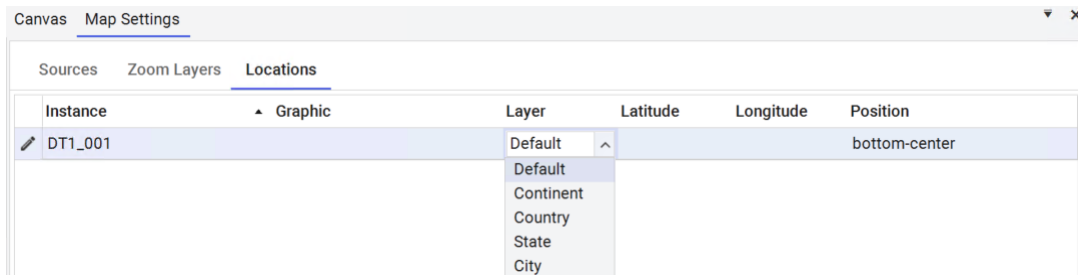 Canvas Map Settings
Sources Zoom Layers Locations
Instance Graphic Layer Latitude Longitude Position
DT1_001 Default bottom-center
Default
Continent
Country
State
City